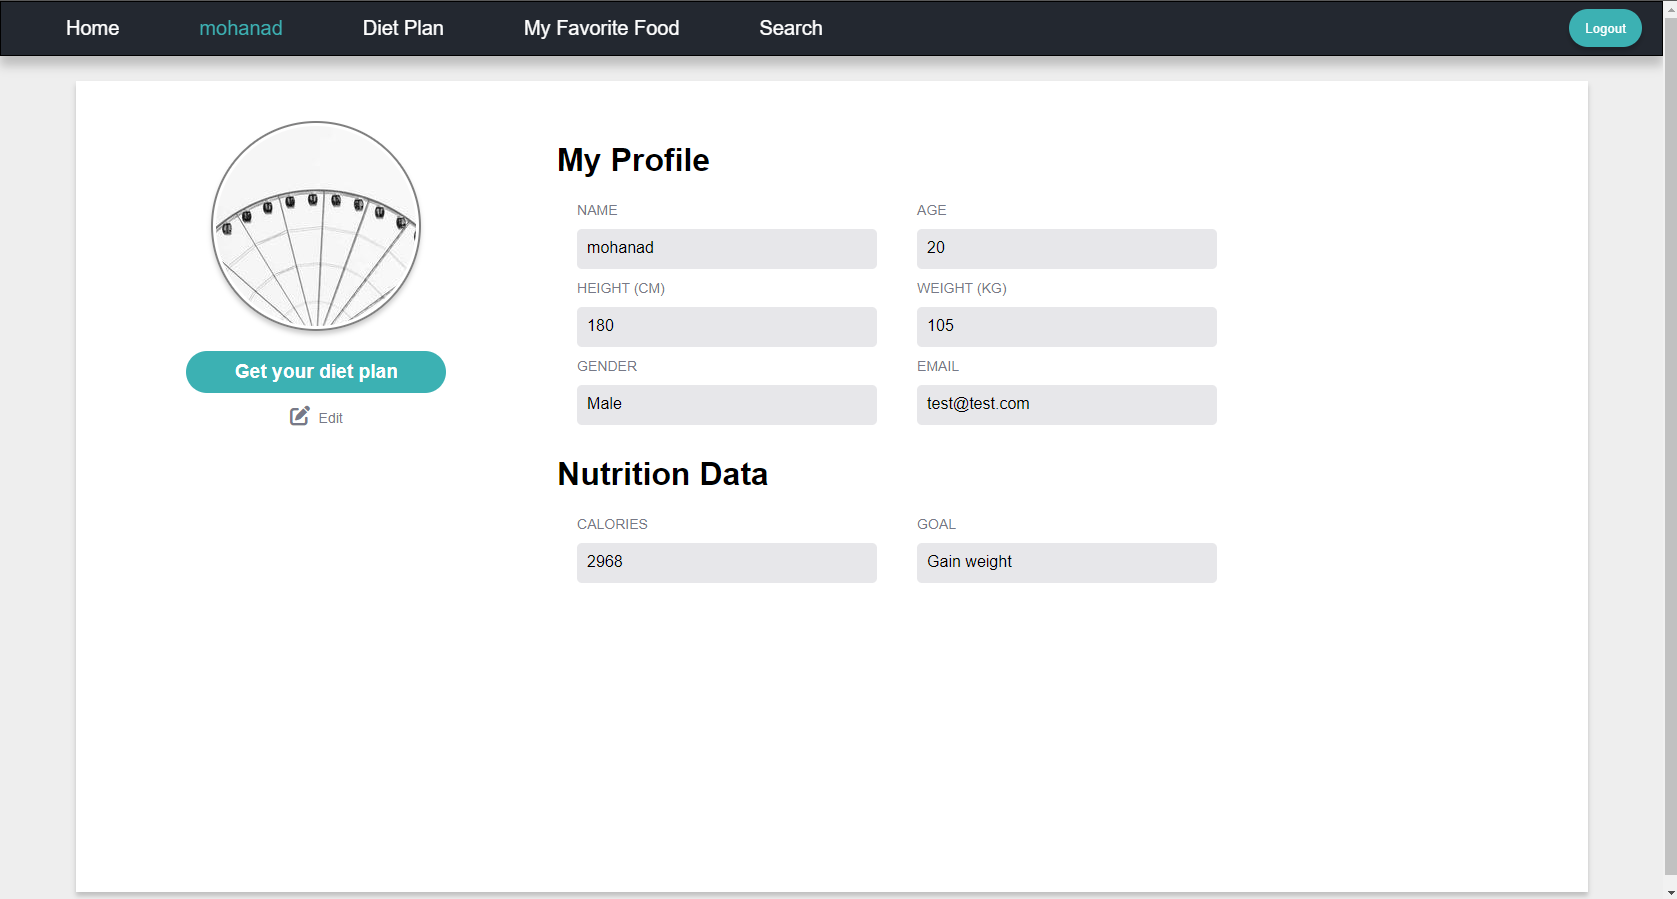 Home mohanad Diet Plan My Favorite Food Search Logout
My Profile
NAME AGE
mohanad 20
HEIGHT (CM) WEIGHT (KG)
180 105
Get your diet plan
GENDER EMAIL
Male test@test.com
Edit
Nutrition Data
CALORIES GOAL
2968 Gain weight